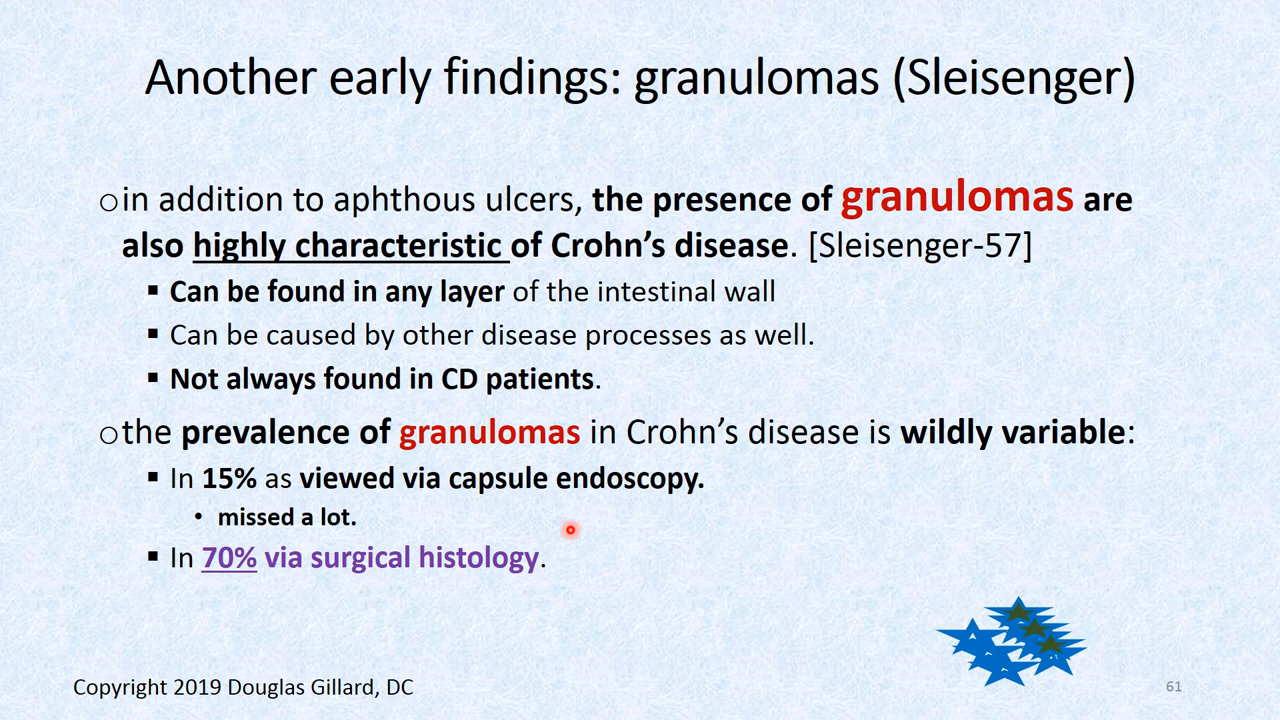 Another early findings: granulomas (Sleisenger)
○in addition to aphthous ulcers, the presence of granulomas are
also highly characteristic of Crohn’s disease. [Sleisenger-57]
▪ Can be found in any layer of the intestinal wall
▪ Can be caused by other disease processes as well.
▪ Not always found in CD patients.
○the prevalence of granulomas in Crohn’s disease is wildly variable:
▪ In 15% as viewed via capsule endoscopy.
• missed a lot.
▪ In 70% via surgical histology.
Copyright 2019 Douglas Gillard, DC
61